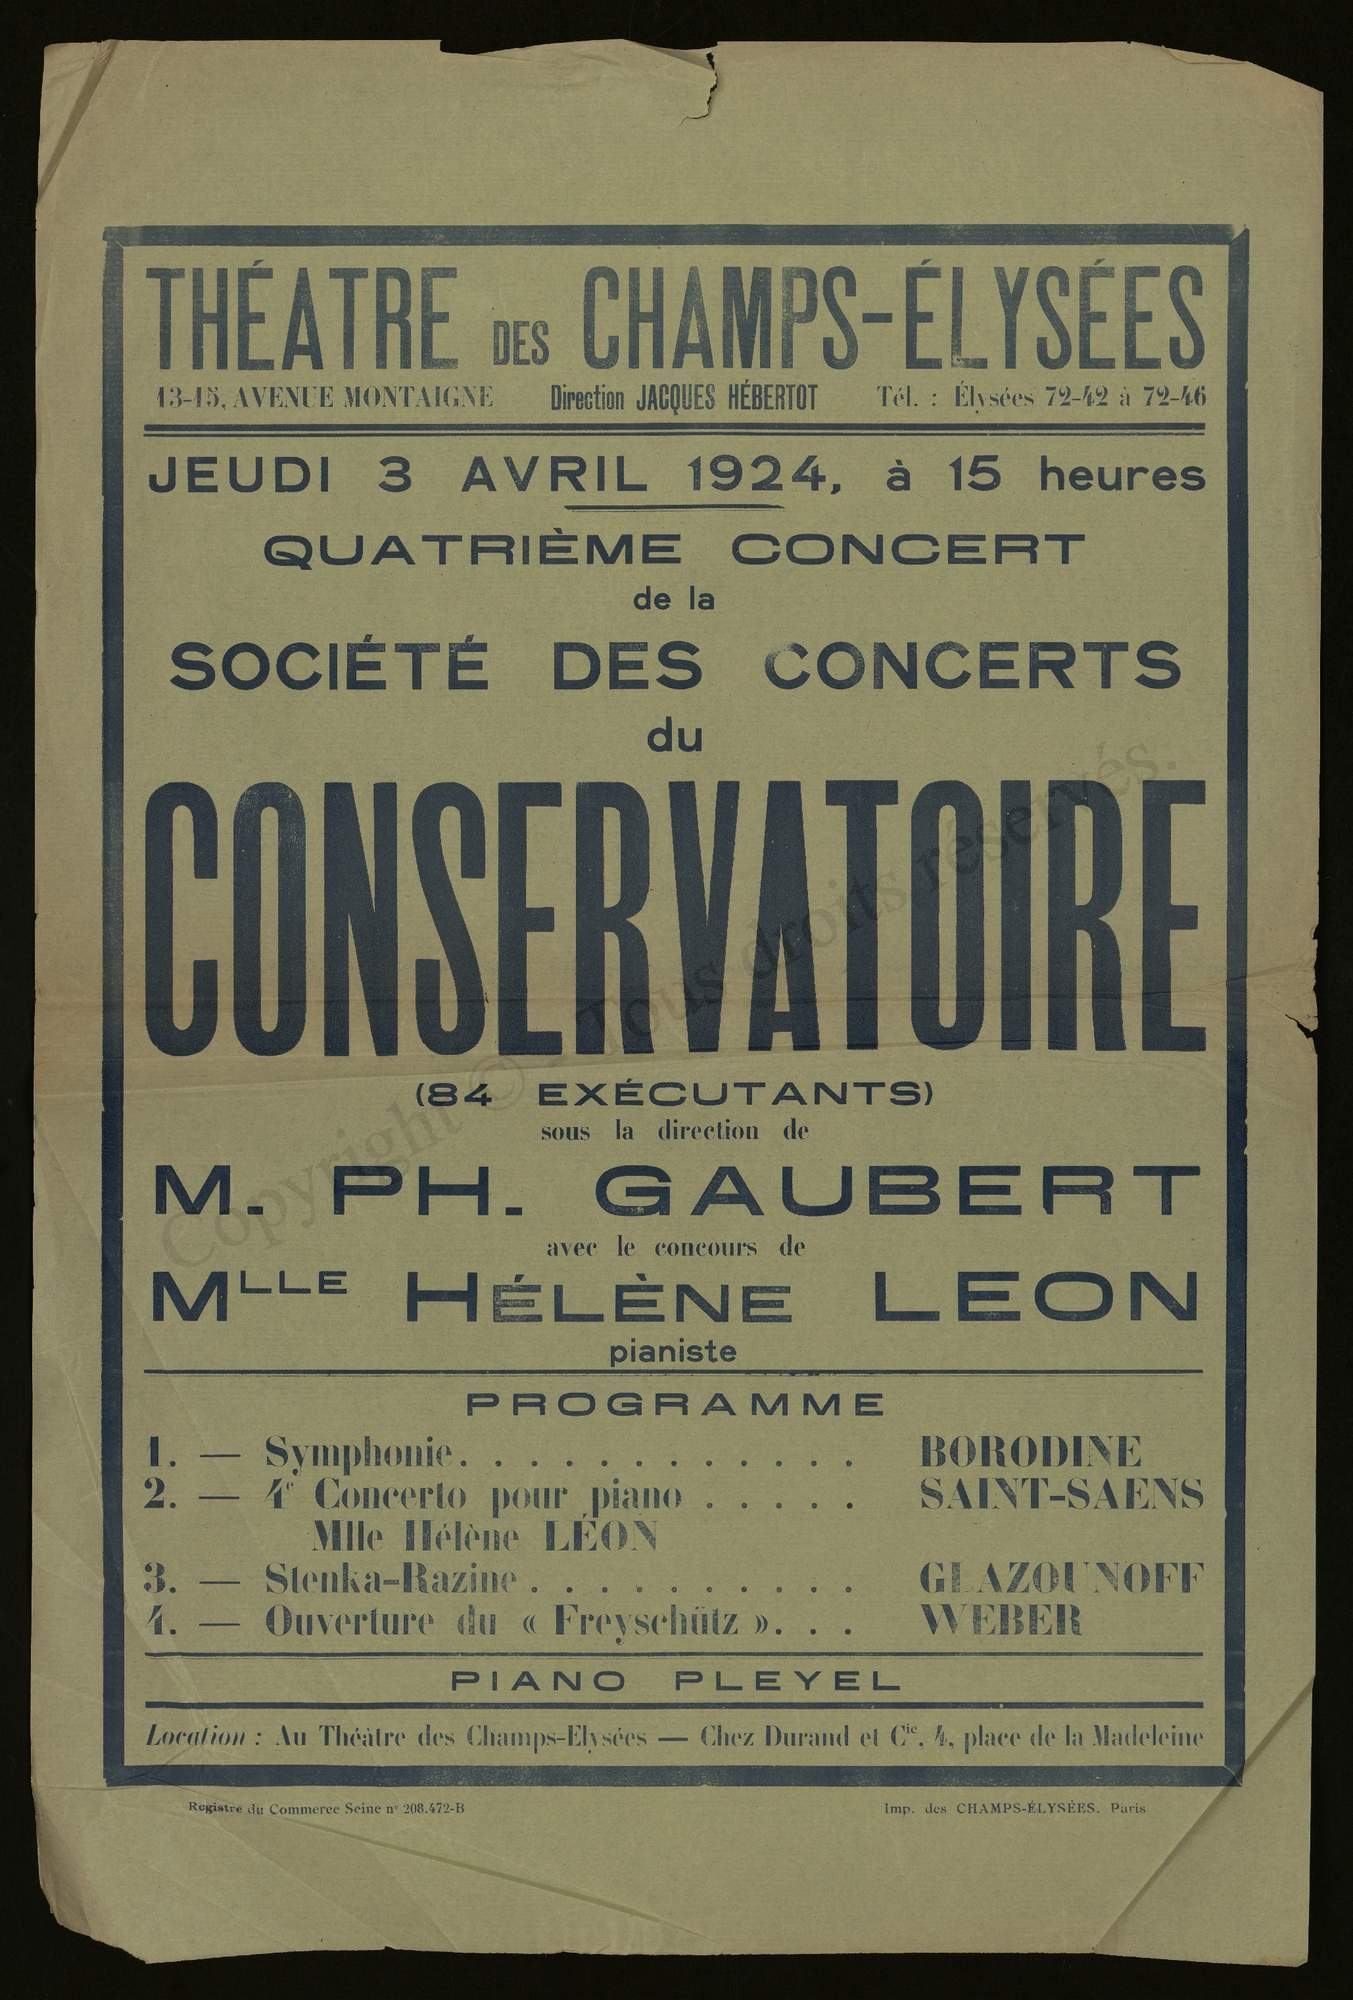 THÉATRE DES CHAMPS-ÉLYSÉES
13-15, AVENUE MONTAIGNE Direction JACQUES HÉBERTOT Tél. : Élysées 72-42 à 72-46
JEUDI 3 AVRIL 1924, à 15 heures
QUATRIÈME CONCERT
de la
SOCIÉTÉ DES CONCERTS
du
CONSERVATOIRE
(84 EXÉCUTANTS)
sous la direction de
M. PH. GAUBERT
avec le concours de
MLLE HÉLÈNE LEON
pianiste
PROGRAMME
1. — Symphonie. . . . . . . . . . . . BORODINE
2. — 4e Concerto pour piano . . . . . SAINT-SAENS
Mlle Hélène LÉON
3. — Stenka-Razine . . . . . . . . . . GLAZOUNOFF
4. — Ouverture du « Freyschütz ». . . WEBER
PIANO PLEYEL
Location : Au Théâtre des Champs-Elysées — Chez Durand et Cie, 4, place de la Madeleine
Registre du Commerce Seine no 208.472-B Imp. des CHAMPS-ÉLYSÉES. Paris
Copyright © - Tous droits réservés.